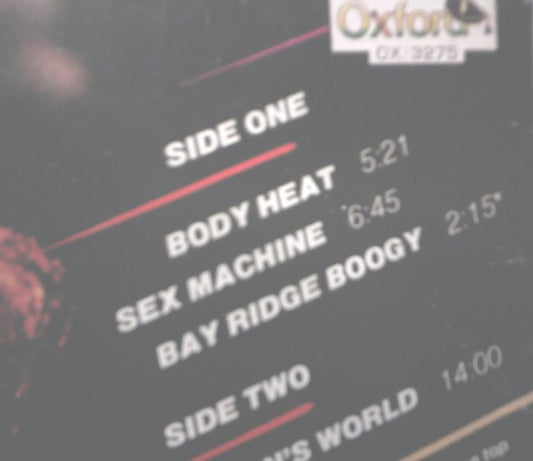 Oxford
OX/3275
SIDE ONE
BODY HEAT 5:21
SEX MACHINE 6:45
BAY RIDGE BOOGY 2:15*
SIDE TWO
N'S WORLD 14:00
top